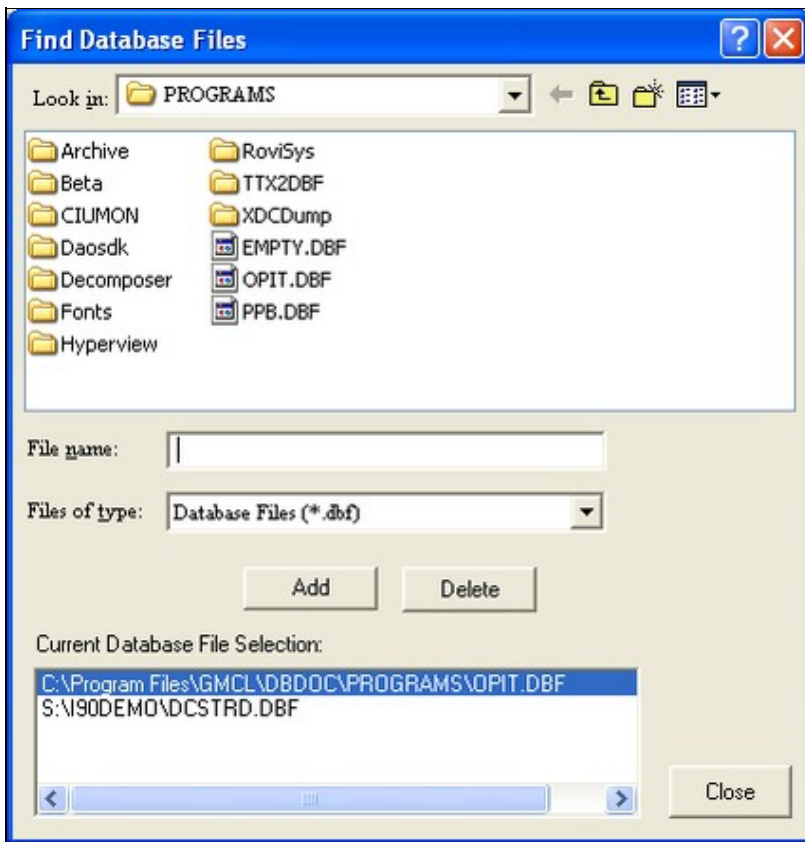 Find Database Files
Look in: PROGRAMS
Archive RoviSys
Beta TTX2DBF
CIUMON XDCDump
Daosdk EMPTY.DBF
Decomposer OPIT.DBF
Fonts PPB.DBF
Hyperview
File name:
Files of type: Database Files (*.dbf)
Add Delete
Current Database File Selection:
C:\Program Files\GMCL\DBDOC\PROGRAMS\OPIT.DBF
S:\I90DEMO\DCSTRD.DBF
Close